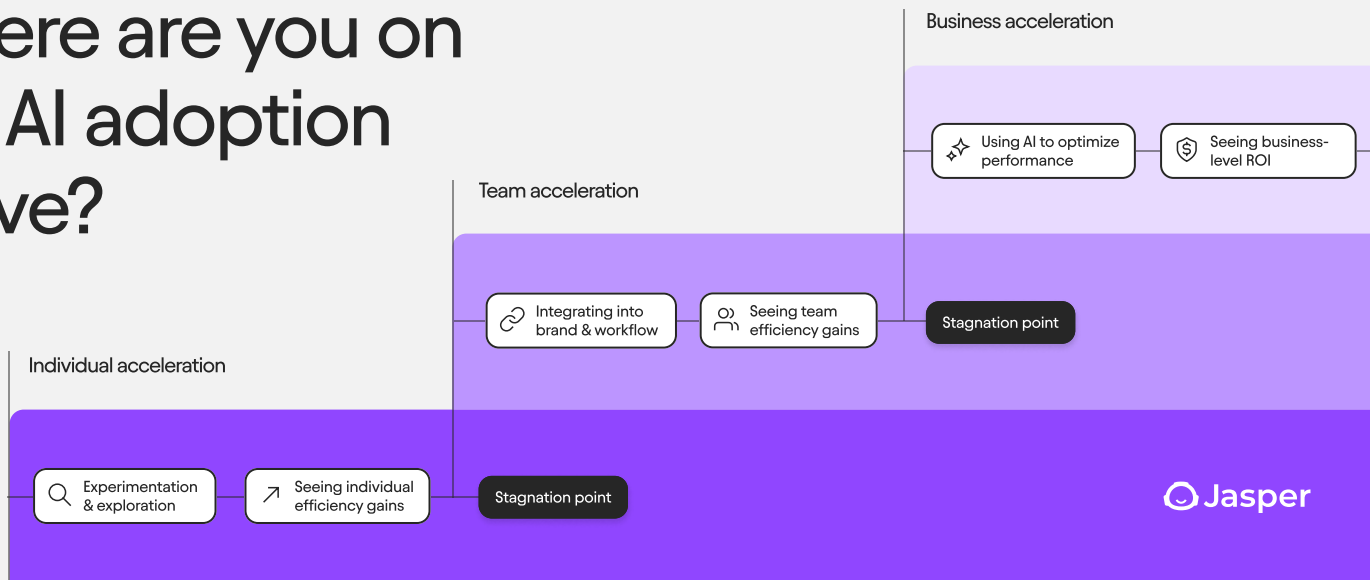 ere are you on
AI adoption
ve?
Business acceleration
Using AI to optimize
performance
Seeing business-
level ROI
Team acceleration
Integrating into
brand & workflow
Seeing team
efficiency gains
Stagnation point
Individual acceleration
Experimentation
& exploration
Seeing individual
efficiency gains
Stagnation point
Jasper